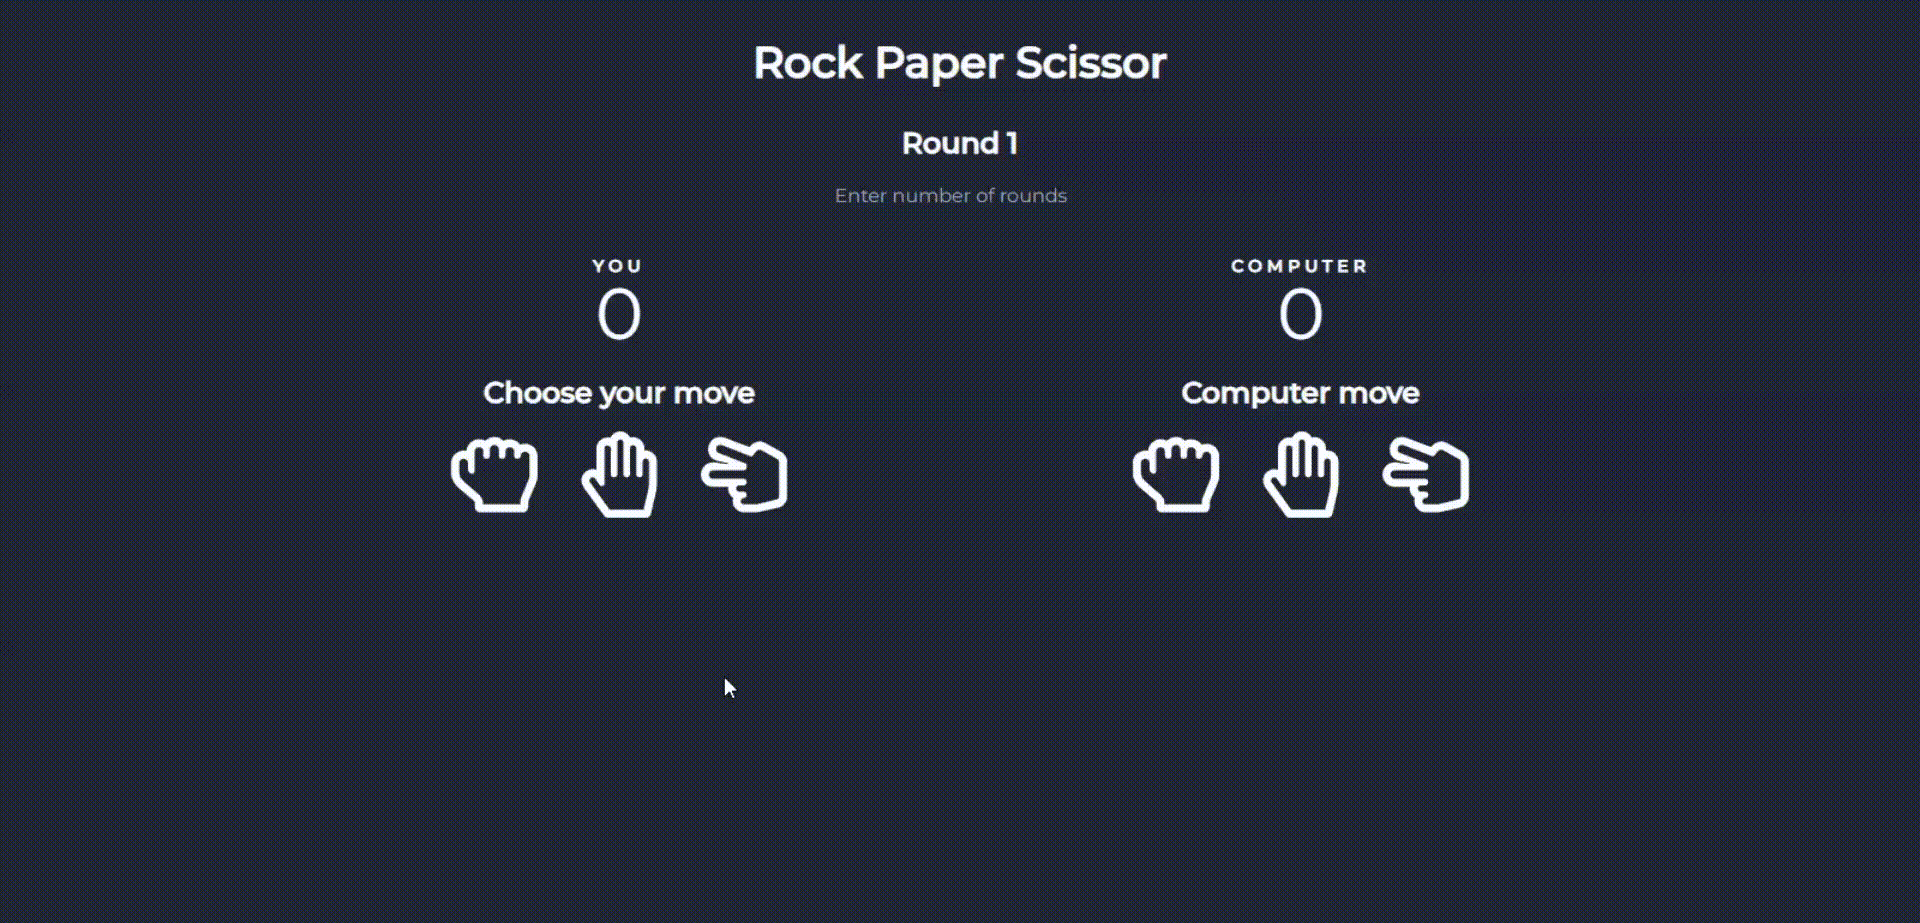 Rock Paper Scissor
Round 1
Enter number of rounds
YOU
0
Choose your move
COMPUTER
0
Computer move